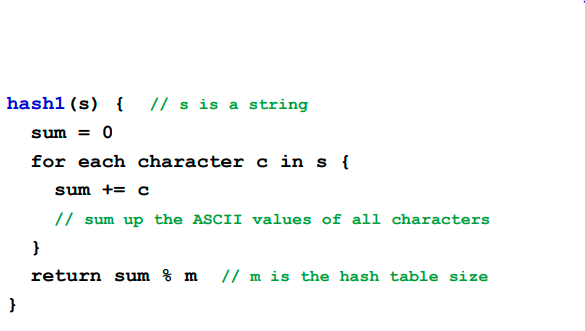 hash1(s) { // s is a string
sum = 0
for each character c in s {
sum += c
// sum up the ASCII values of all characters
}
return sum % m // m is the hash table size
}